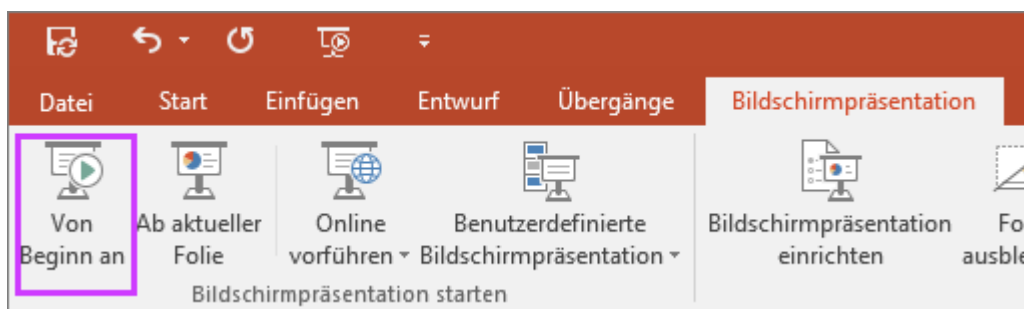 Datei Start Einfügen Entwurf Übergänge Bildschirmpräsentation
Von Ab aktueller Online Benutzerdefinierte Bildschirmpräsentation
Beginn an Folie vorführen Bildschirmpräsentation einrichten
Bildschirmpräsentation starten